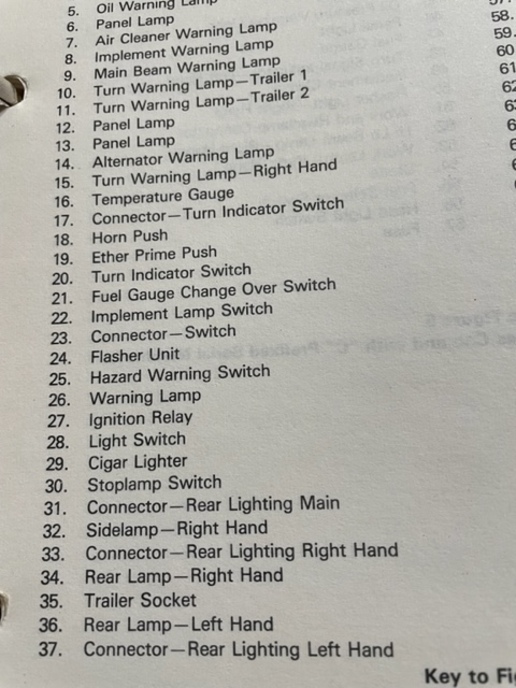 5. Oil Warning Lamp
6. Panel Lamp
7. Air Cleaner Warning Lamp
8. Implement Warning Lamp
9. Main Beam Warning Lamp
10. Turn Warning Lamp—Trailer 1
11. Turn Warning Lamp—Trailer 2
12. Panel Lamp
13. Panel Lamp
14. Alternator Warning Lamp
15. Turn Warning Lamp—Right Hand
16. Temperature Gauge
17. Connector—Turn Indicator Switch
18. Horn Push
19. Ether Prime Push
20. Turn Indicator Switch
21. Fuel Gauge Change Over Switch
22. Implement Lamp Switch
23. Connector—Switch
24. Flasher Unit
25. Hazard Warning Switch
26. Warning Lamp
27. Ignition Relay
28. Light Switch
29. Cigar Lighter
30. Stoplamp Switch
31. Connector—Rear Lighting Main
32. Sidelamp—Right Hand
33. Connector—Rear Lighting Right Hand
34. Rear Lamp—Right Hand
35. Trailer Socket
36. Rear Lamp—Left Hand
37. Connector—Rear Lighting Left Hand
58.
59.
60
61
Key to